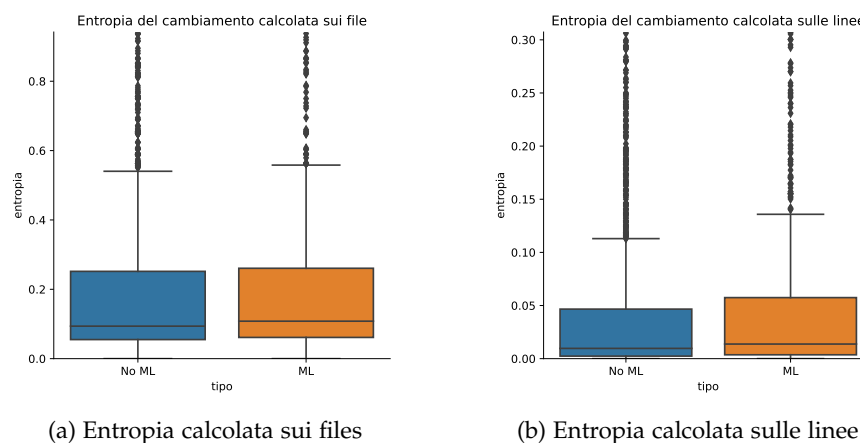 Entropia del cambiamento calcolata sui file
0.8
0.6
0.4
0.2
0.0
entropia
No ML
ML
tipo
(a) Entropia calcolata sui files
Entropia del cambiamento calcolata sulle linee
0.30
0.25
0.20
0.15
0.10
0.05
0.00
entropia
No ML
ML
tipo
(b) Entropia calcolata sulle linee